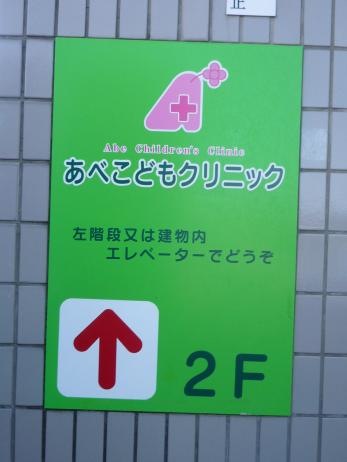 正
Abe Children's Clinic
あべこどもクリニック
左階段又は建物内
エレベーターでどうぞ
2F